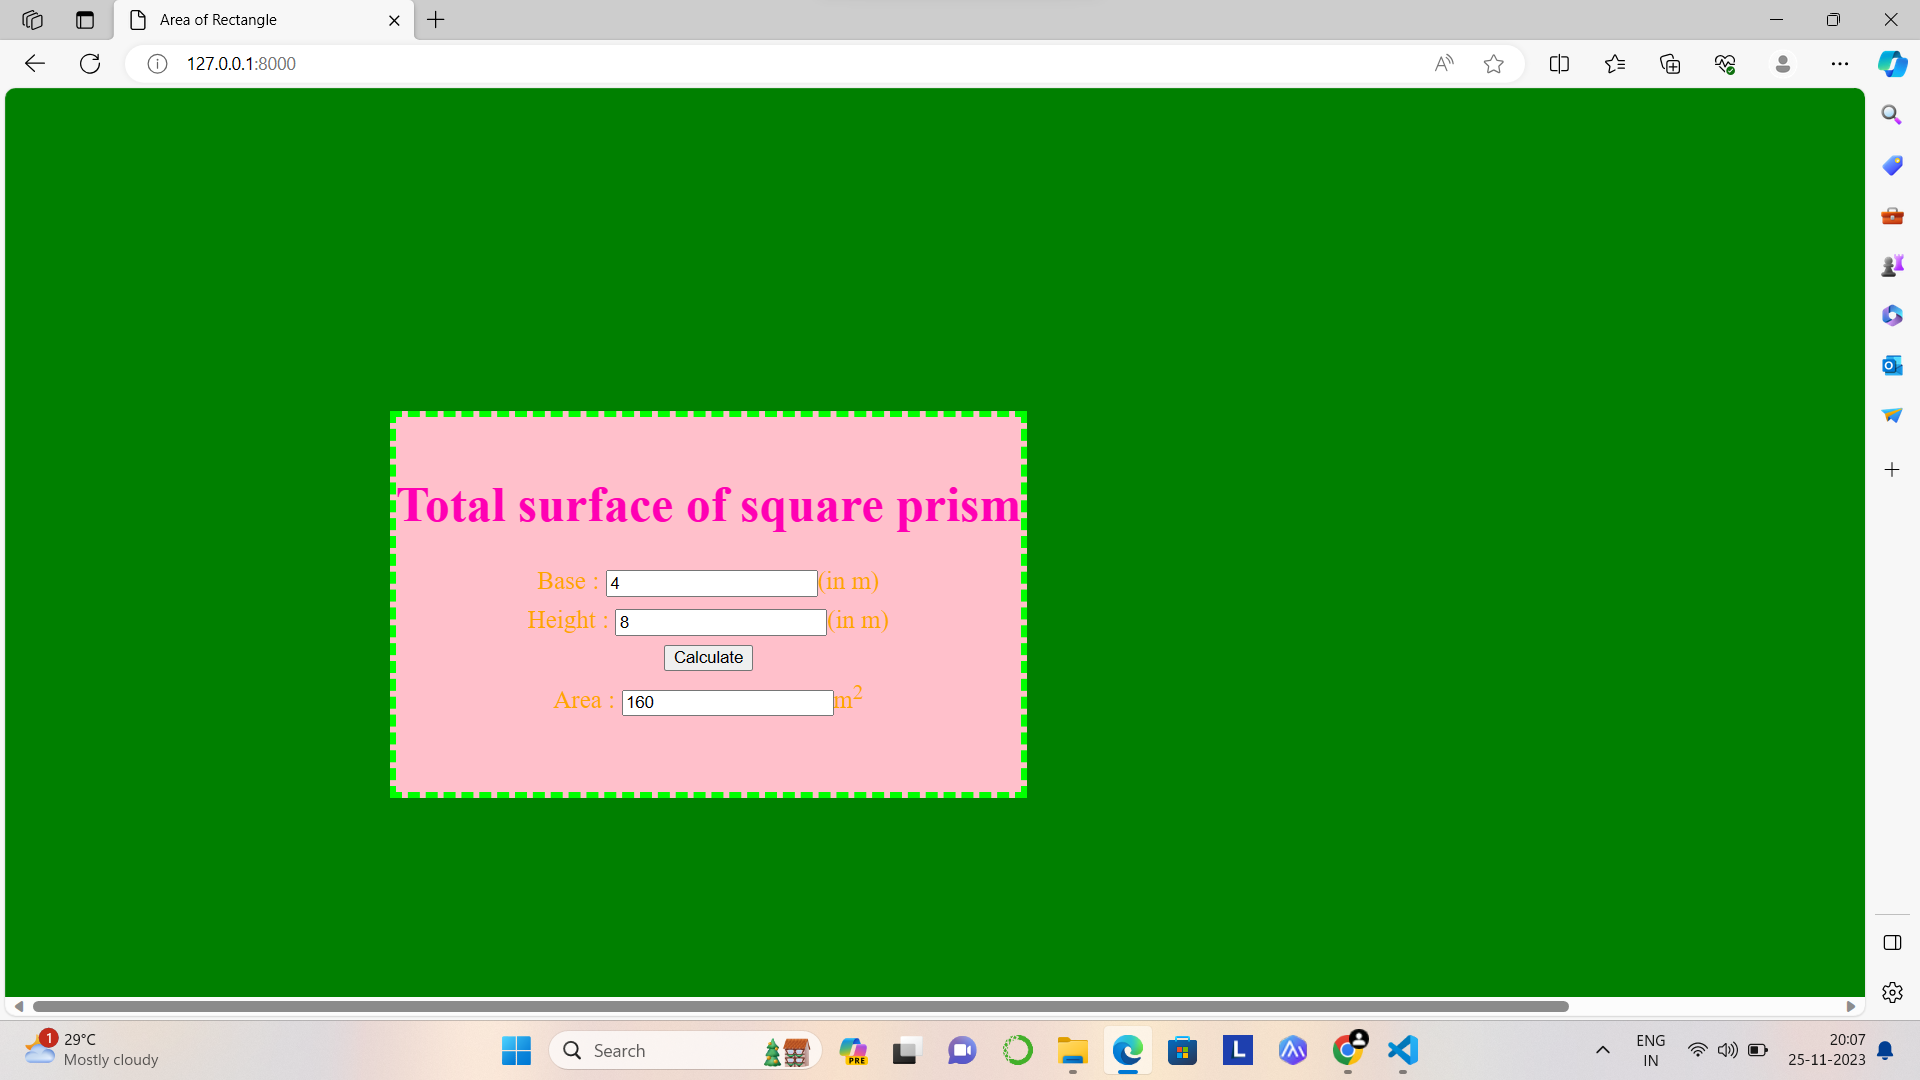 Area of Rectangle
127.0.0.1:8000
Total surface of square prism
Base : 4 (in m)
Height : 8 (in m)
Calculate
Area : 160 m²
1
29°C
Mostly cloudy
Search
PRE
L
ENG
IN
20:07
25-11-2023